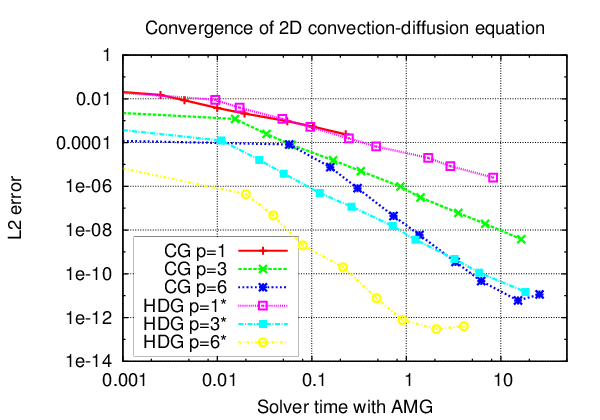 Convergence of 2D convection-diffusion equation
1
0.01
0.0001
1e-06
1e-08
1e-10
1e-12
1e-14
L2 error
CG p=1
CG p=3
CG p=6
HDG p=1*
HDG p=3*
HDG p=6*
0.001 0.01 0.1 1 10
Solver time with AMG